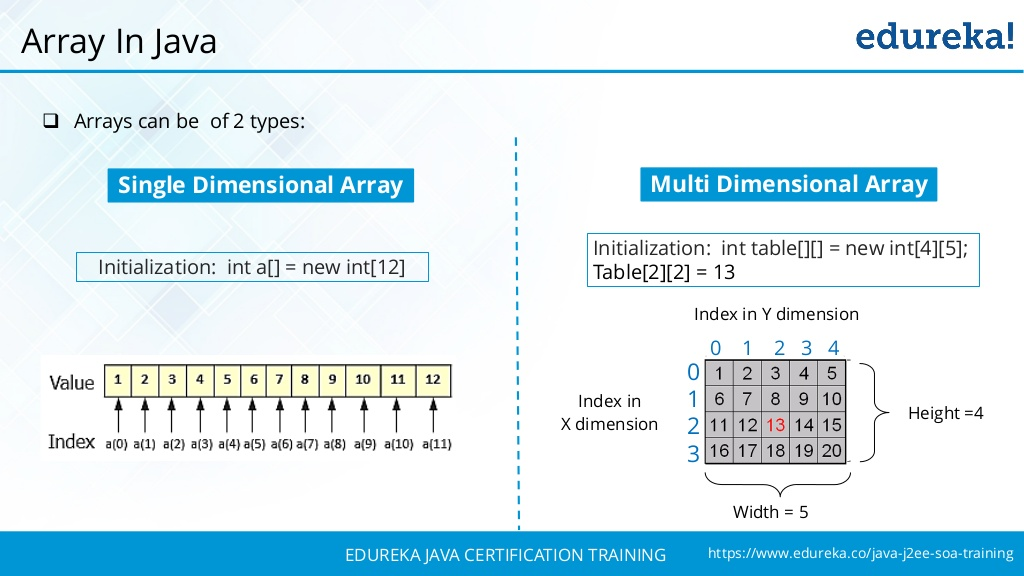 Array In Java
edureka!
❑ Arrays can be of 2 types:
Single Dimensional Array
Initialization: int a[] = new int[12]
Value 1 2 3 4 5 6 7 8 9 10 11 12
Index a(0) a(1) a(2) a(3) a(4) a(5) a(6) a(7) a(8) a(9) a(10) a(11)
Multi Dimensional Array
Initialization: int table[][] = new int[4][5];
Table[2][2] = 13
Index in Y dimension
0 1 2 3 4
0 1 2 3 4 5
1 6 7 8 9 10
2 11 12 13 14 15
3 16 17 18 19 20
Index in
X dimension
Height =4
Width = 5
EDUREKA JAVA CERTIFICATION TRAINING
https://www.edureka.co/java-j2ee-soa-training